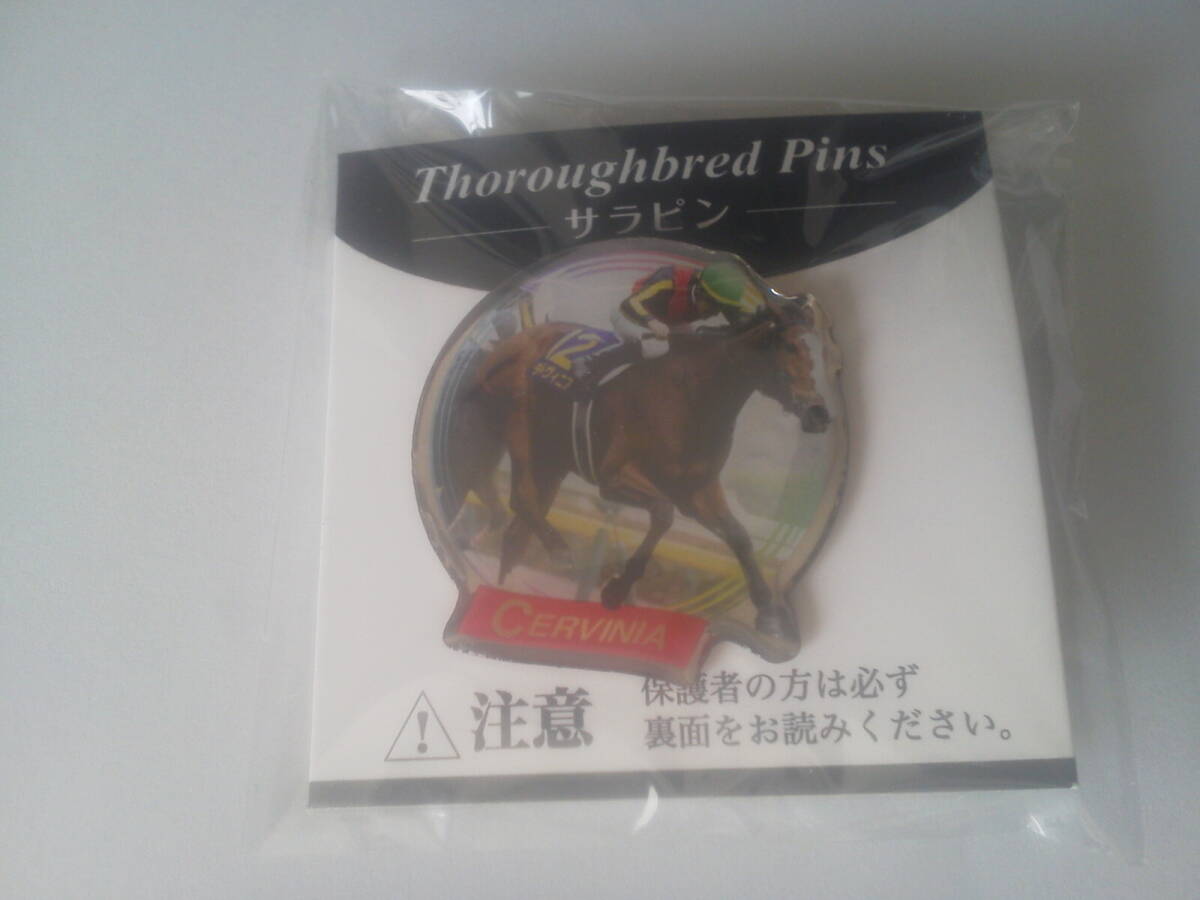 Thoroughbred Pins
サラピン
12
CERVINIA
注意
保護者の方は必ず
裏面をお読みください。